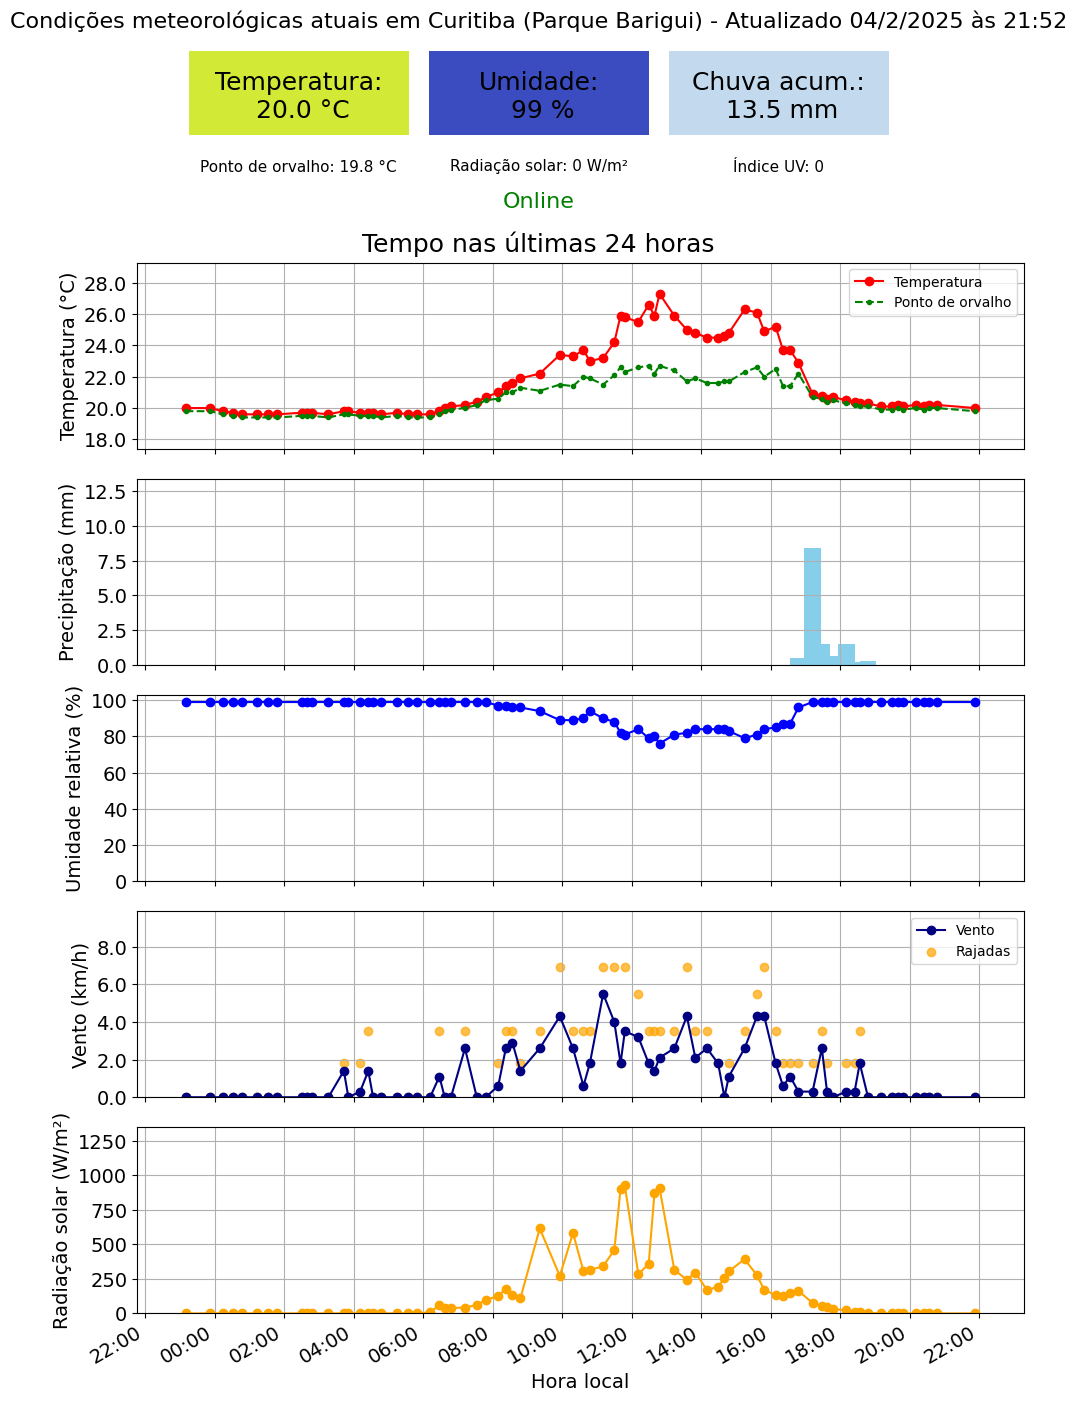 Condições meteorológicas atuais em Curitiba (Parque Barigui) - Atualizado 04/2/2025 às 21:52
Temperatura:
20.0 °C
Umidade:
99 %
Chuva acum.:
13.5 mm
Ponto de orvalho: 19.8 °C
Radiação solar: 0 W/m²
Índice UV: 0
Online
Tempo nas últimas 24 horas
Temperatura (°C)
28.0
26.0
24.0
22.0
20.0
18.0
Temperatura
Ponto de orvalho
Precipitação (mm)
12.5
10.0
7.5
5.0
2.5
0.0
Umidade relativa (%)
100
80
60
40
20
0
Vento (km/h)
8.0
6.0
4.0
2.0
0.0
Vento
Rajadas
Radiação solar (W/m²)
1250
1000
750
500
250
0
22:00
00:00
02:00
04:00
06:00
08:00
10:00
12:00
14:00
16:00
18:00
20:00
22:00
Hora local